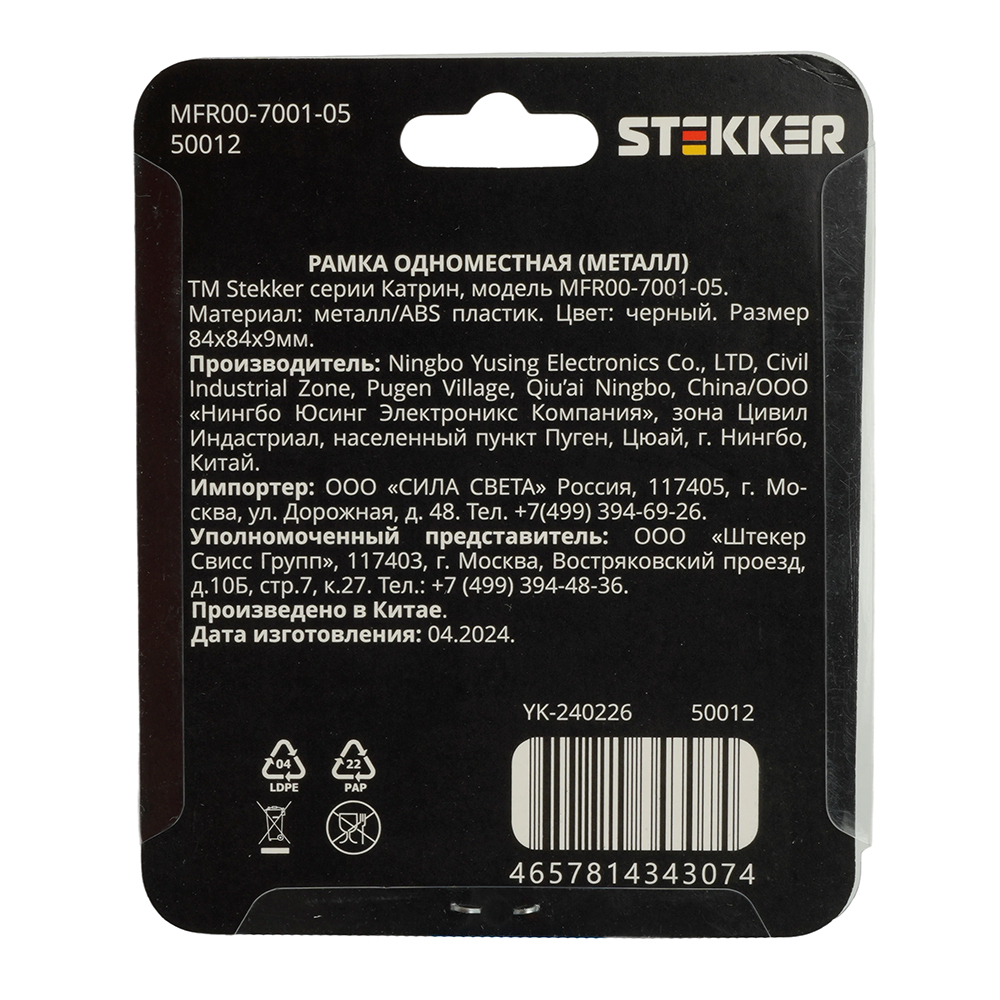 MFR00-7001-05
50012
STEKKER
РАМКА ОДНОМЕСТНАЯ (МЕТАЛЛ)
ТМ Stekker серии Катрин, модель MFR00-7001-05.
Материал: металл/ABS пластик. Цвет: черный. Размер
84х84х9мм.
Производитель: Ningbo Yusing Electronics Co., LTD, Civil
Industrial Zone, Pugen Village, Qiu'ai Ningbo, China/ООО
«Нингбо Юсинг Электроникс Компания», зона Цивил
Индастриал, населенный пункт Пуген, Цюай, г. Нингбо,
Китай.
Импортер: ООО «СИЛА СВЕТА» Россия, 117405, г. Мо-
сква, ул. Дорожная, д. 48. Тел. +7(499) 394-69-26.
Уполномоченный представитель: ООО «Штекер
Свисс Групп», 117403, г. Москва, Востряковский проезд,
д.10Б, стр.7, к.27. Тел.: +7 (499) 394-48-36.
Произведено в Китае.
Дата изготовления: 04.2024.
YK-240226 50012
04 22
LDPE PAP
4657814343074